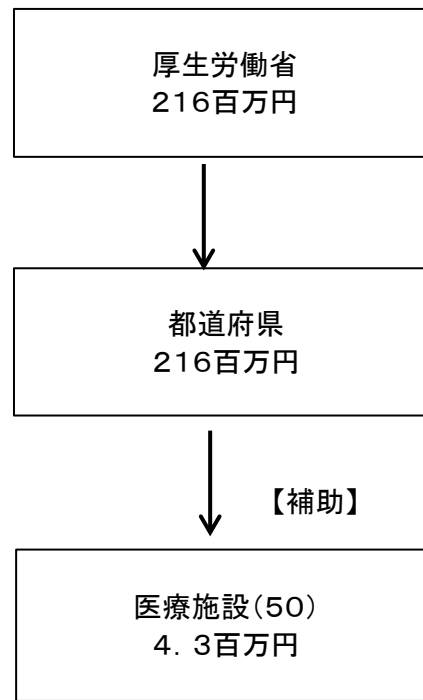 厚生労働省
216百万円
都道府県
216百万円
【補助】
医療施設(50)
4.3百万円